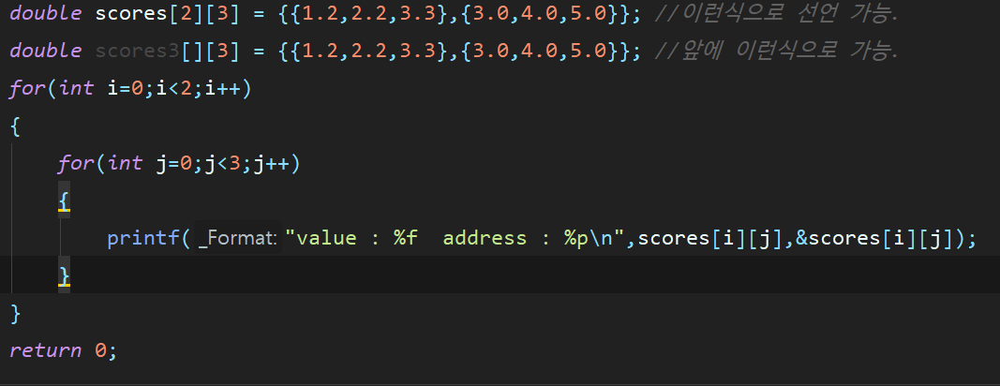 double scores[2][3] = {{1.2,2.2,3.3},{3.0,4.0,5.0}}; //이런식으로 선언 가능.
double scores3[][3] = {{1.2,2.2,3.3},{3.0,4.0,5.0}}; //앞에 이런식으로 가능.
for(int i=0;i<2;i++)
{
for(int j=0;j<3;j++)
{
printf( _Format: "value : %f  address : %p\n",scores[i][j],&scores[i][j]);
}
}
return 0;